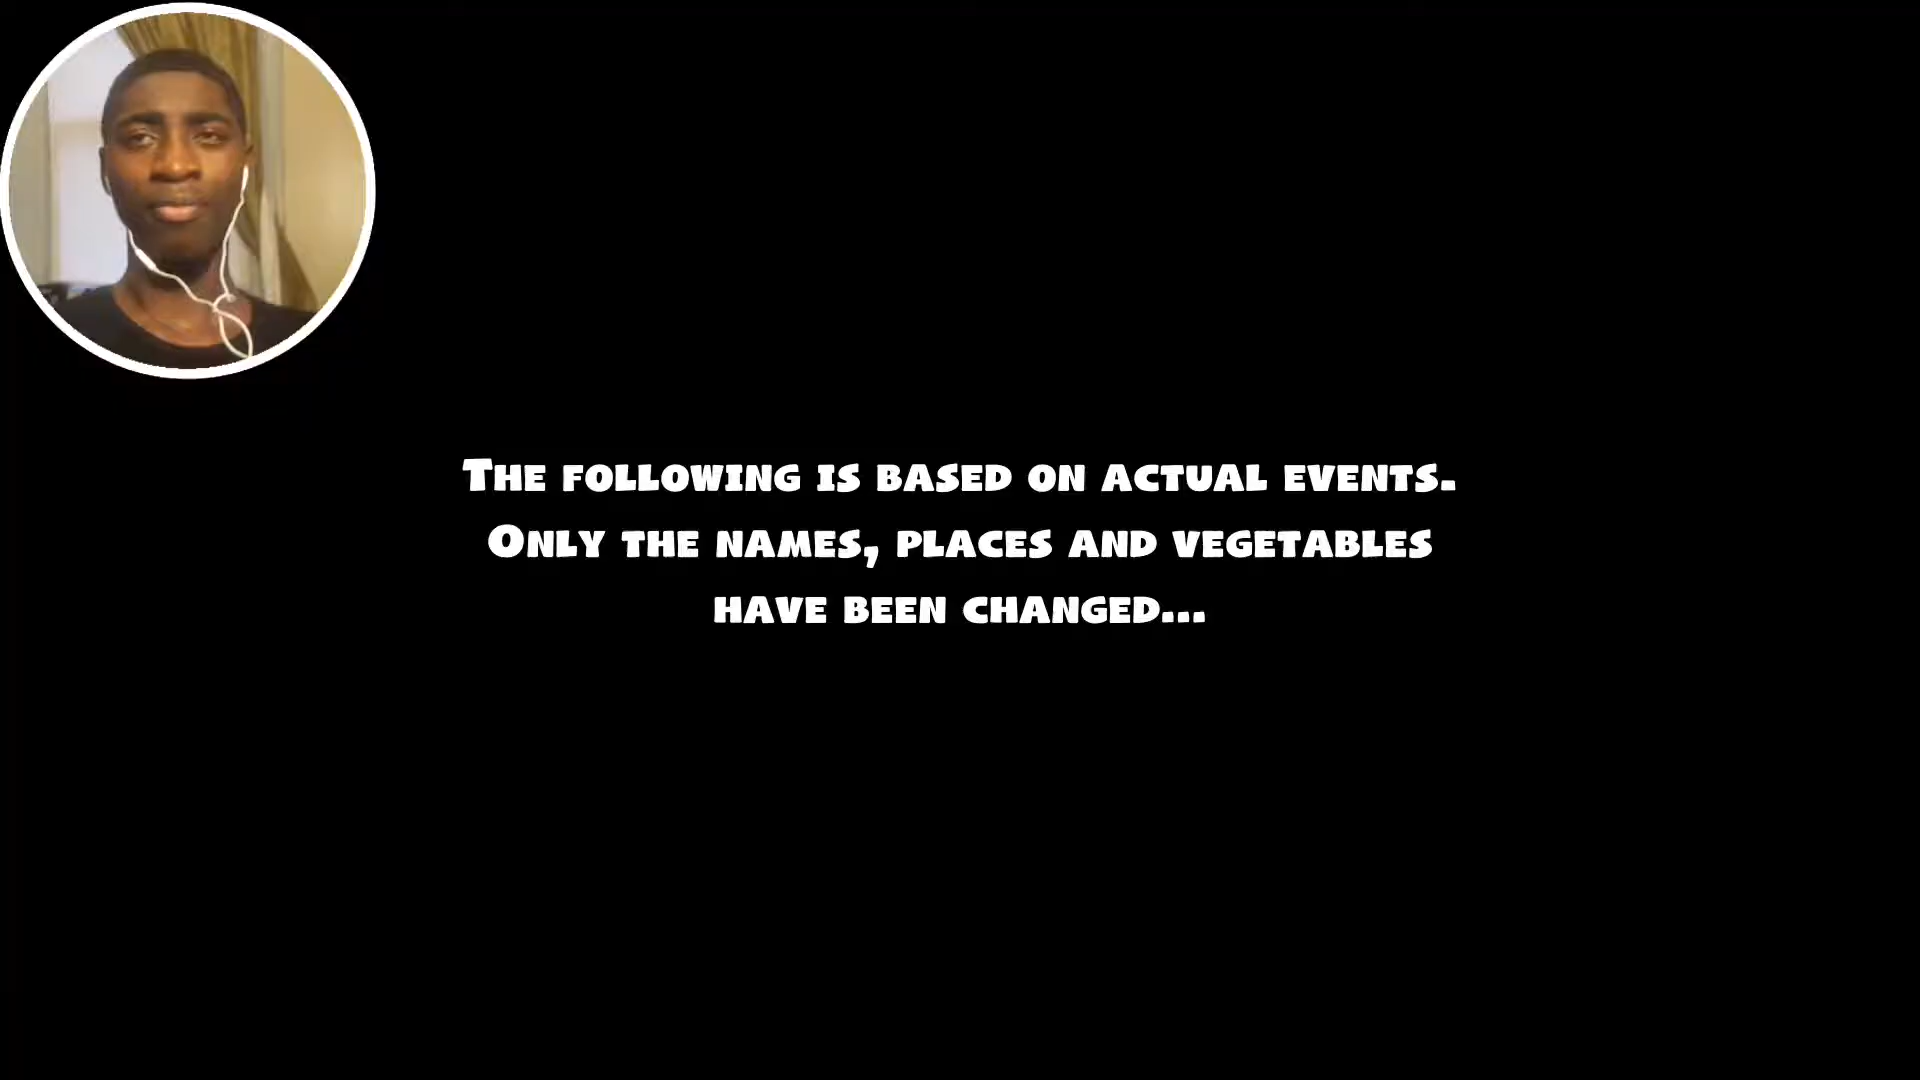 The following is based on actual events.
Only the names, places and vegetables
have been changed...